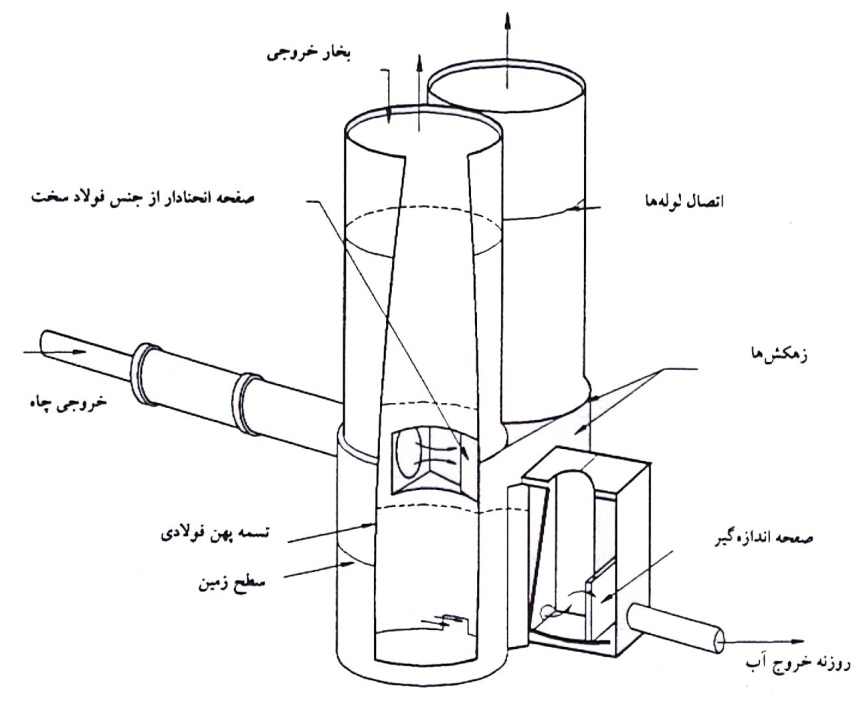 بخار خروجی
صفحه انحنادار از جنس فولاد سخت
اتصال لوله‌ها
زهکش‌ها
خروجی چاه
تسمه پهن فولادی
صفحه اندازه‌گیر
سطح زمین
روزنه خروج آب